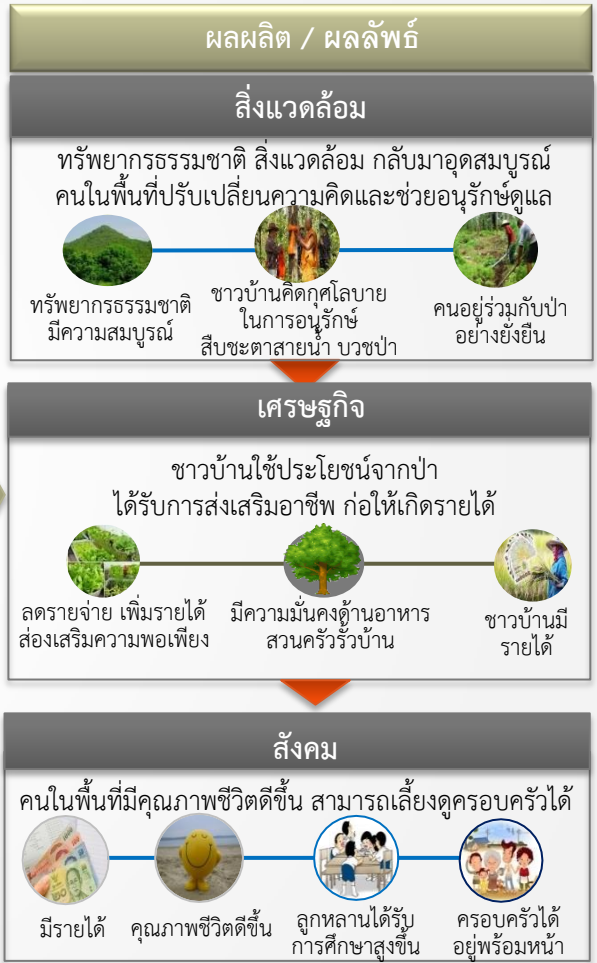 ผลผลิต / ผลลัพธ์
สิ่งแวดล้อม
ทรัพยากรธรรมชาติ สิ่งแวดล้อม กลับมาอุดสมบูรณ์
คนในพื้นที่ปรับเปลี่ยนความคิดและช่วยอนุรักษ์ดูแล
ทรัพยากรธรรมชาติ
มีความสมบูรณ์
ชาวบ้านคิดกุศโลบาย
ในการอนุรักษ์
สืบชะตาสายน้ำ บวชป่า
คนอยู่ร่วมกับป่า
อย่างยั่งยืน
เศรษฐกิจ
ชาวบ้านใช้ประโยชน์จากป่า
ได้รับการส่งเสริมอาชีพ ก่อให้เกิดรายได้
ลดรายจ่าย เพิ่มรายได้
ส่องเสริมความพอเพียง
มีความมั่นคงด้านอาหาร
สวนครัวรั้วบ้าน
ชาวบ้านมี
รายได้
สังคม
คนในพื้นที่มีคุณภาพชีวิตดีขึ้น สามารถเลี้ยงดูครอบครัวได้
มีรายได้
คุณภาพชีวิตดีขึ้น
ลูกหลานได้รับ
การศึกษาสูงขึ้น
ครอบครัวได้
อยู่พร้อมหน้า